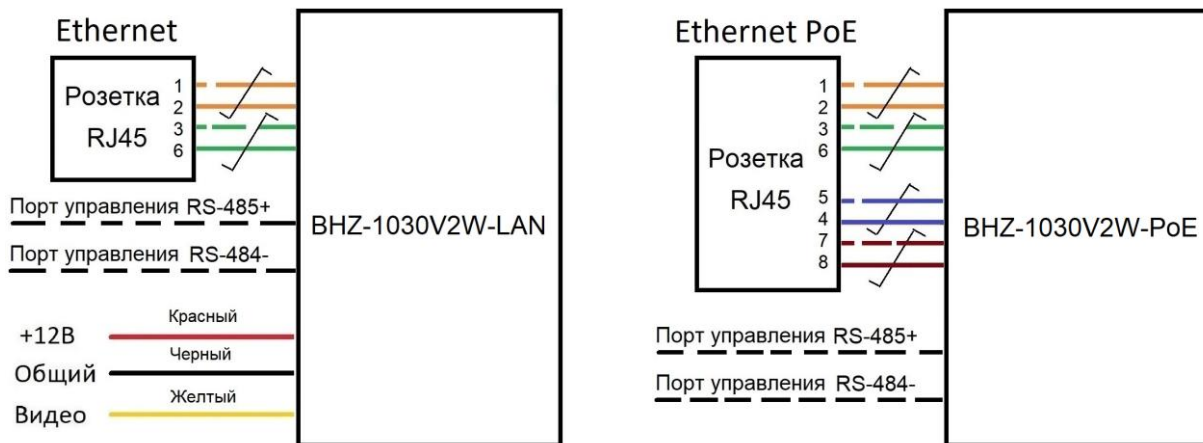 Ethernet
Розетка
RJ45
1
2
3
6
Порт управления RS-485+
Порт управления RS-484-
+12В
Красный
Общий
Черный
Видео
Желтый
BHZ-1030V2W-LAN
Ethernet PoE
Розетка
RJ45
1
2
3
6
5
4
7
8
Порт управления RS-485+
Порт управления RS-484-
BHZ-1030V2W-PoE